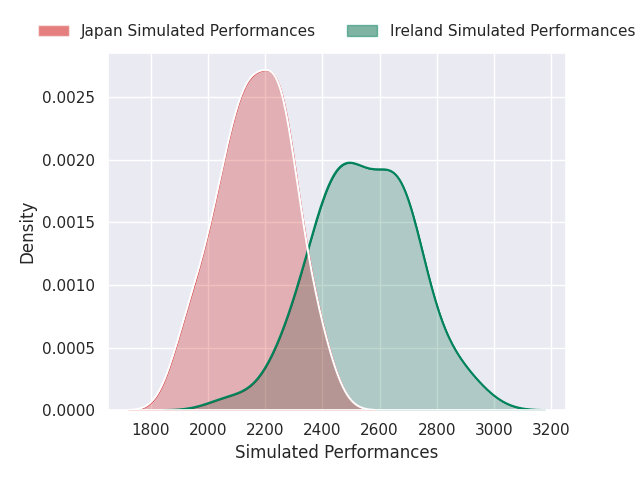 Japan Simulated Performances
Ireland Simulated Performances
0.0025
0.0020
0.0015
0.0010
0.0005
0.0000
Density
1800 2000 2200 2400 2600 2800 3000 3200
Simulated Performances